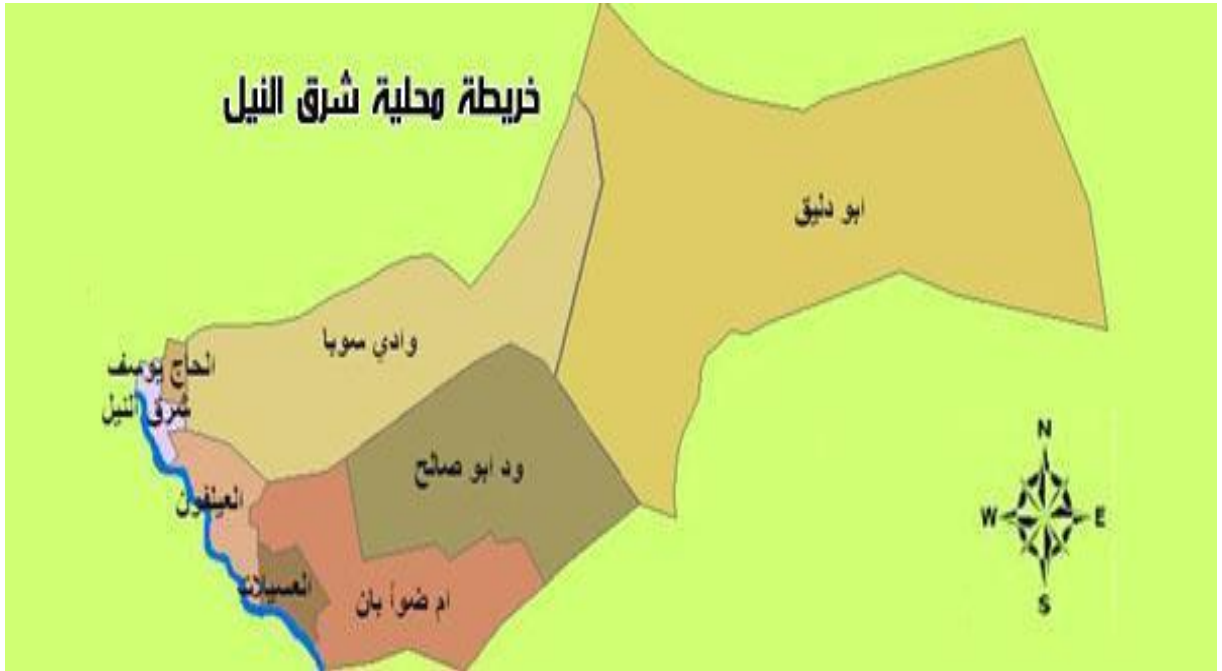 خريطة محلية شرق النيل
ابو دليق
وادي سوبا
الحاج يوسف
شرق النيل
ود ابو صالح
العيلفون
العسيلات
ام ضوأ بان
N
W
E
S